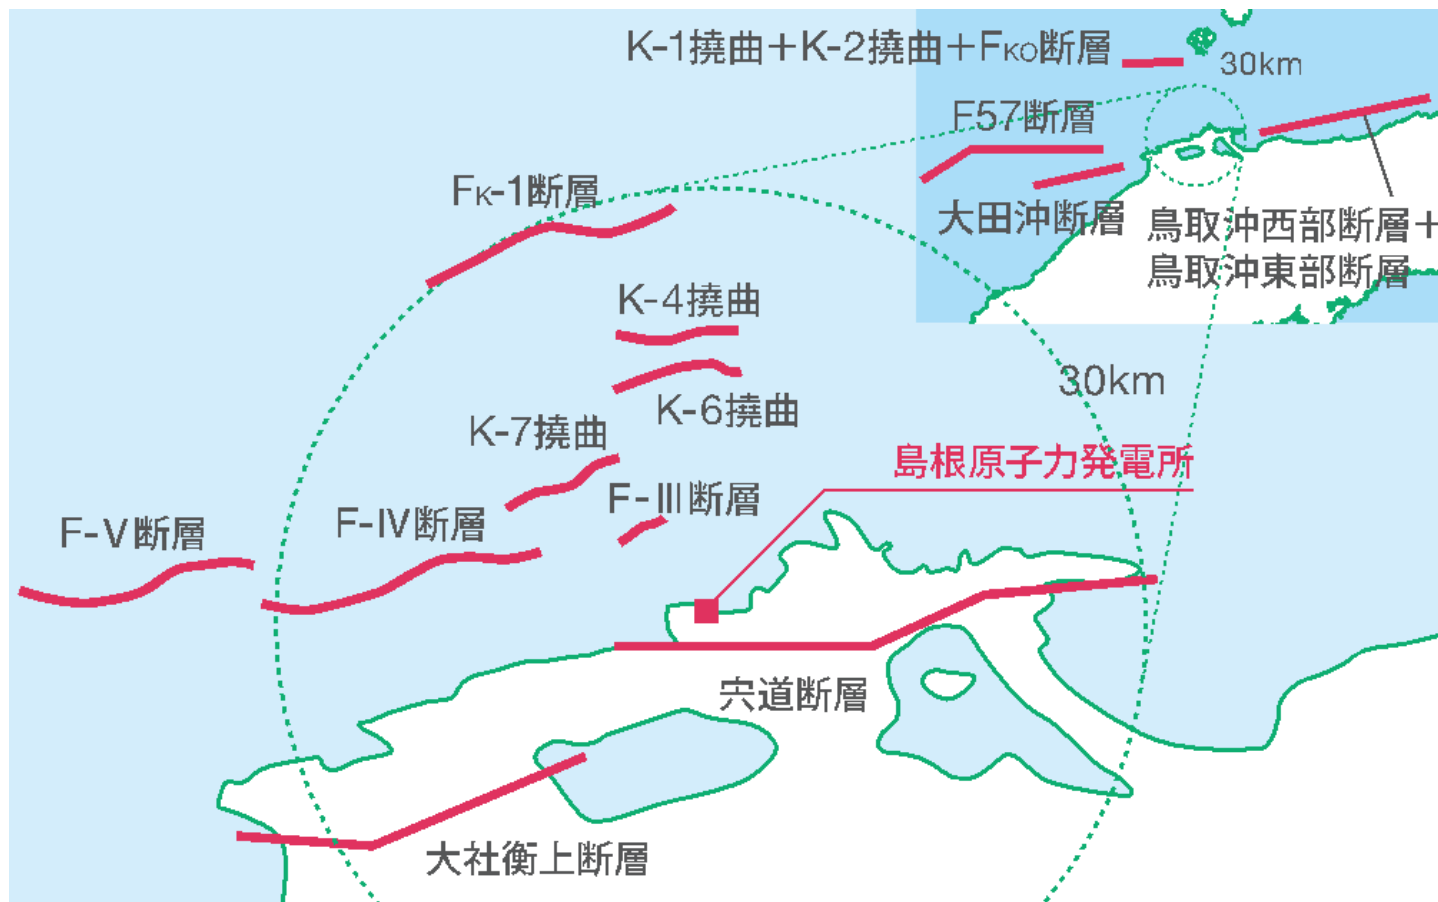 K-1撓曲＋K-2撓曲＋FKO断層
30km
F57断層
FK-1断層
大田沖断層
鳥取沖西部断層＋
鳥取沖東部断層
K-4撓曲
30km
K-6撓曲
K-7撓曲
島根原子力発電所
F-Ⅲ断層
F-Ⅳ断層
F-Ⅴ断層
宍道断層
大社衝上断層